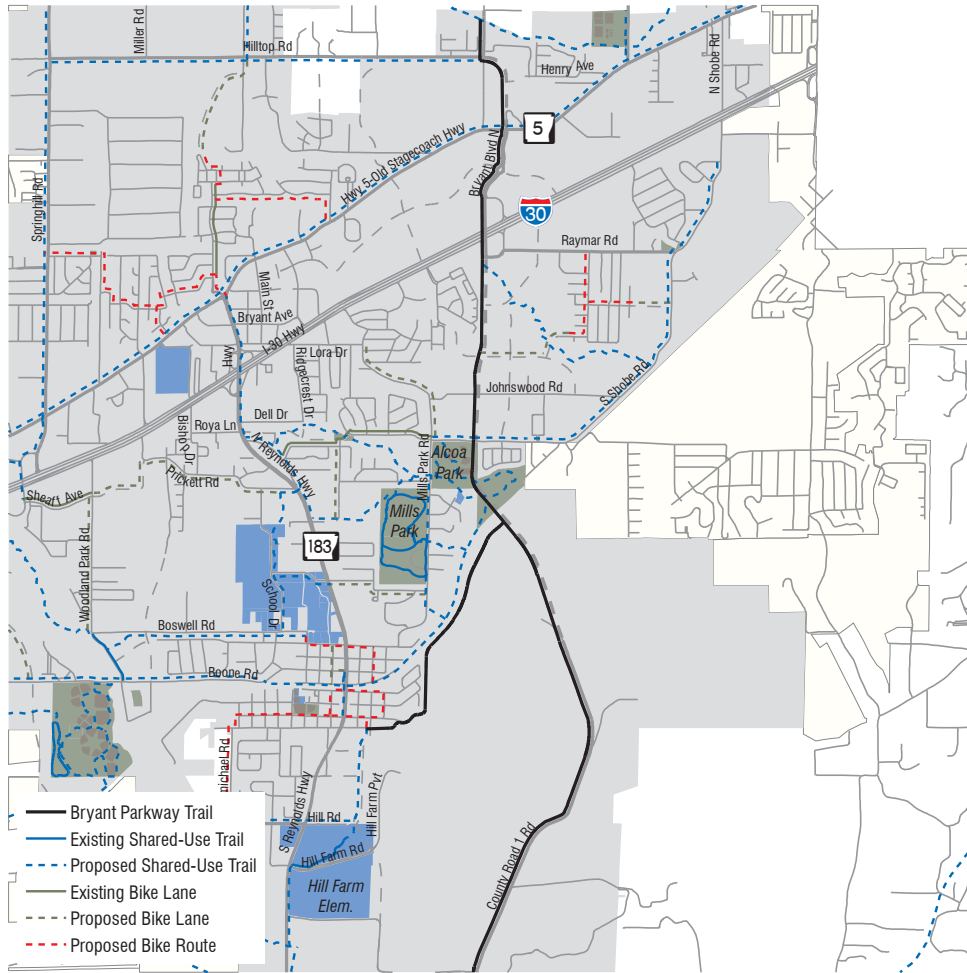 Miller Rd
Hilltop Rd
Henry Ave
N Shobe Rd
5
Hwy 5-Old Stagecoach Hwy
Bryant Blvd N
Springhill Rd
30
Raymar Rd
Main St
Bryant Ave
I-30 Hwy
Hwy
Lora Dr
Ridgecrest Dr
Johnswood Rd
S Shobe Rd
Dell Dr
Roya Ln
Bishop Dr
N Reynolds Hwy
Mills Park Rd
Alcoa
Park
Prickett Rd
Sheaff Ave
Mills
Park
183
Woodland Park Rd
School Dr
Boswell Rd
Boone Rd
michael Rd
S Reynolds Hwy
Hill Farm Pvt
Hill Rd
Hill Farm Rd
Hill Farm
Elem.
County Road 1 Rd
Bryant Parkway Trail
Existing Shared-Use Trail
Proposed Shared-Use Trail
Existing Bike Lane
Proposed Bike Lane
Proposed Bike Route